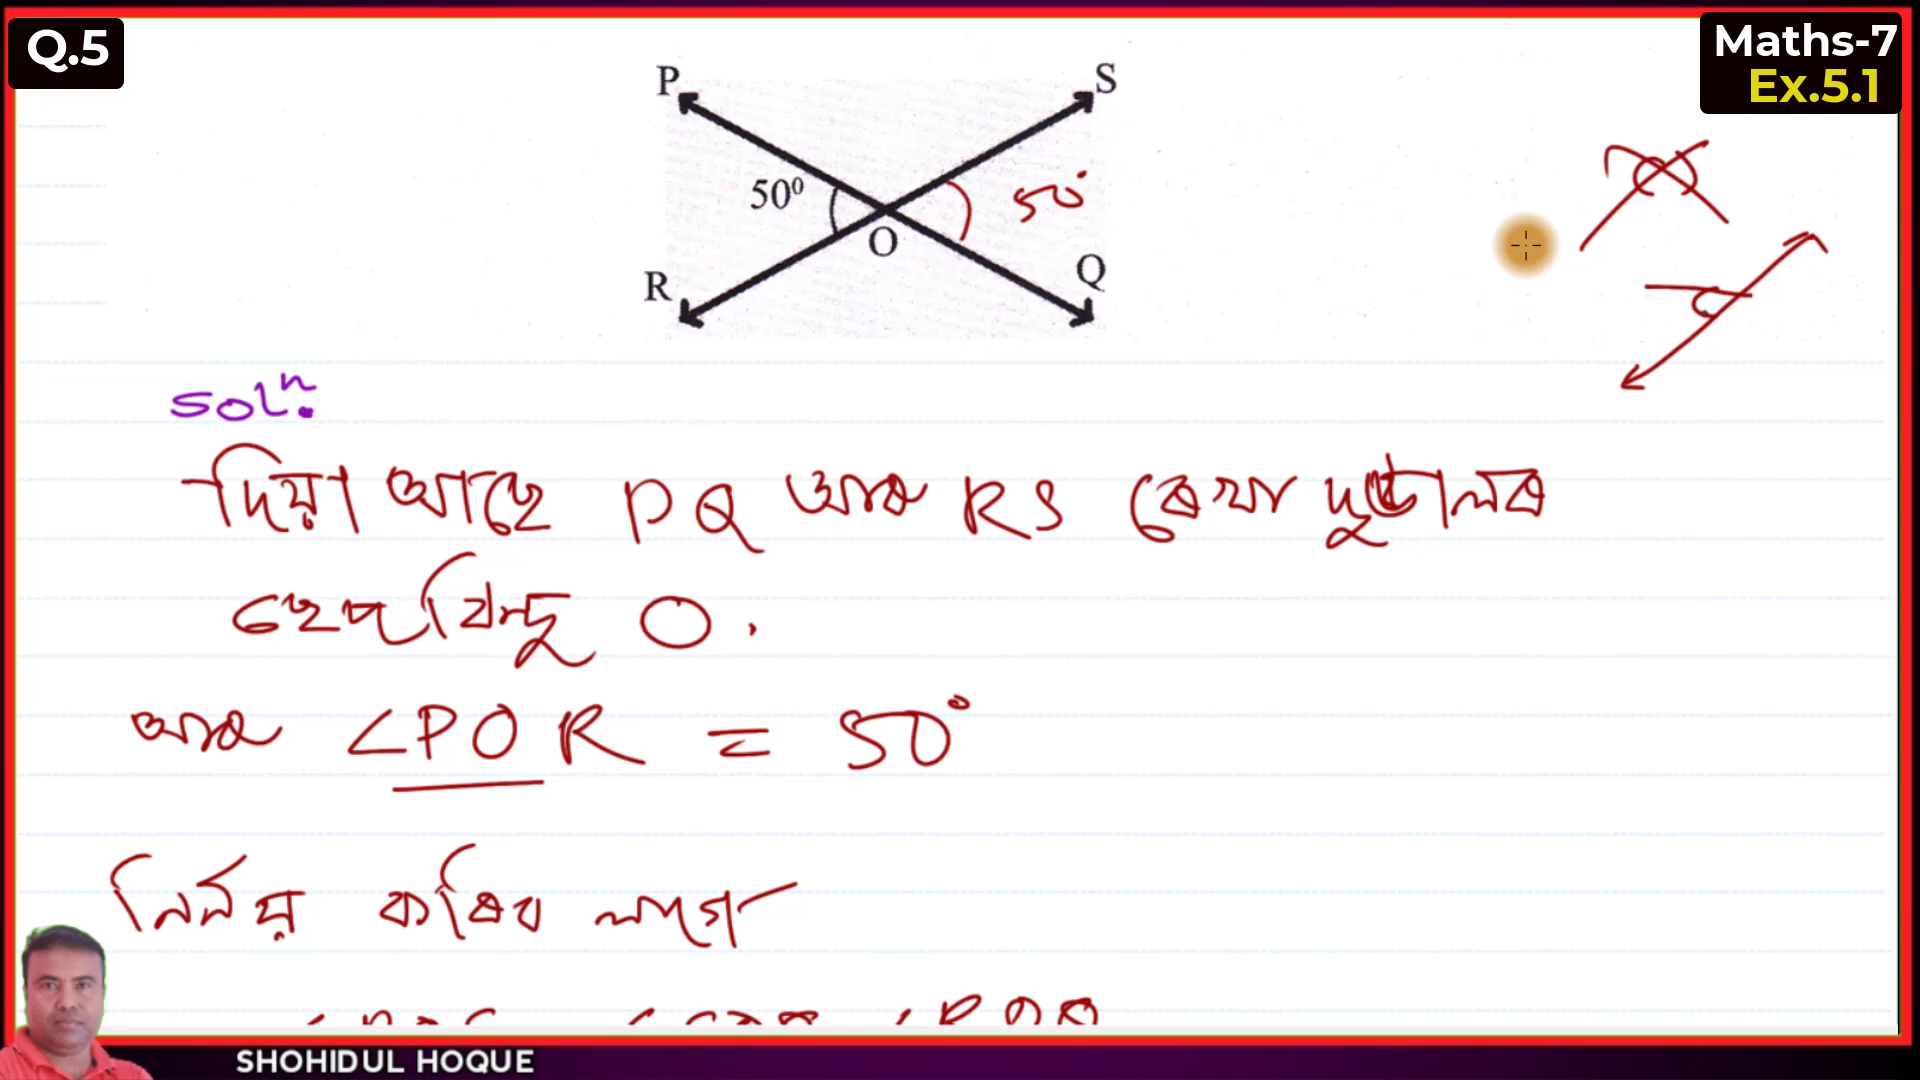 Q.5
Maths-7
Ex.5.1
P
S
50⁰
50°
O
R
Q
Solⁿ.
দিয়া আছে PQ আৰু RS ৰেখা দুডালৰ
ছেদবিন্দু O.
আৰু ∠POR = 50°
নিৰ্নয় কৰিব লাগে
SHOHIDUL HOQUE